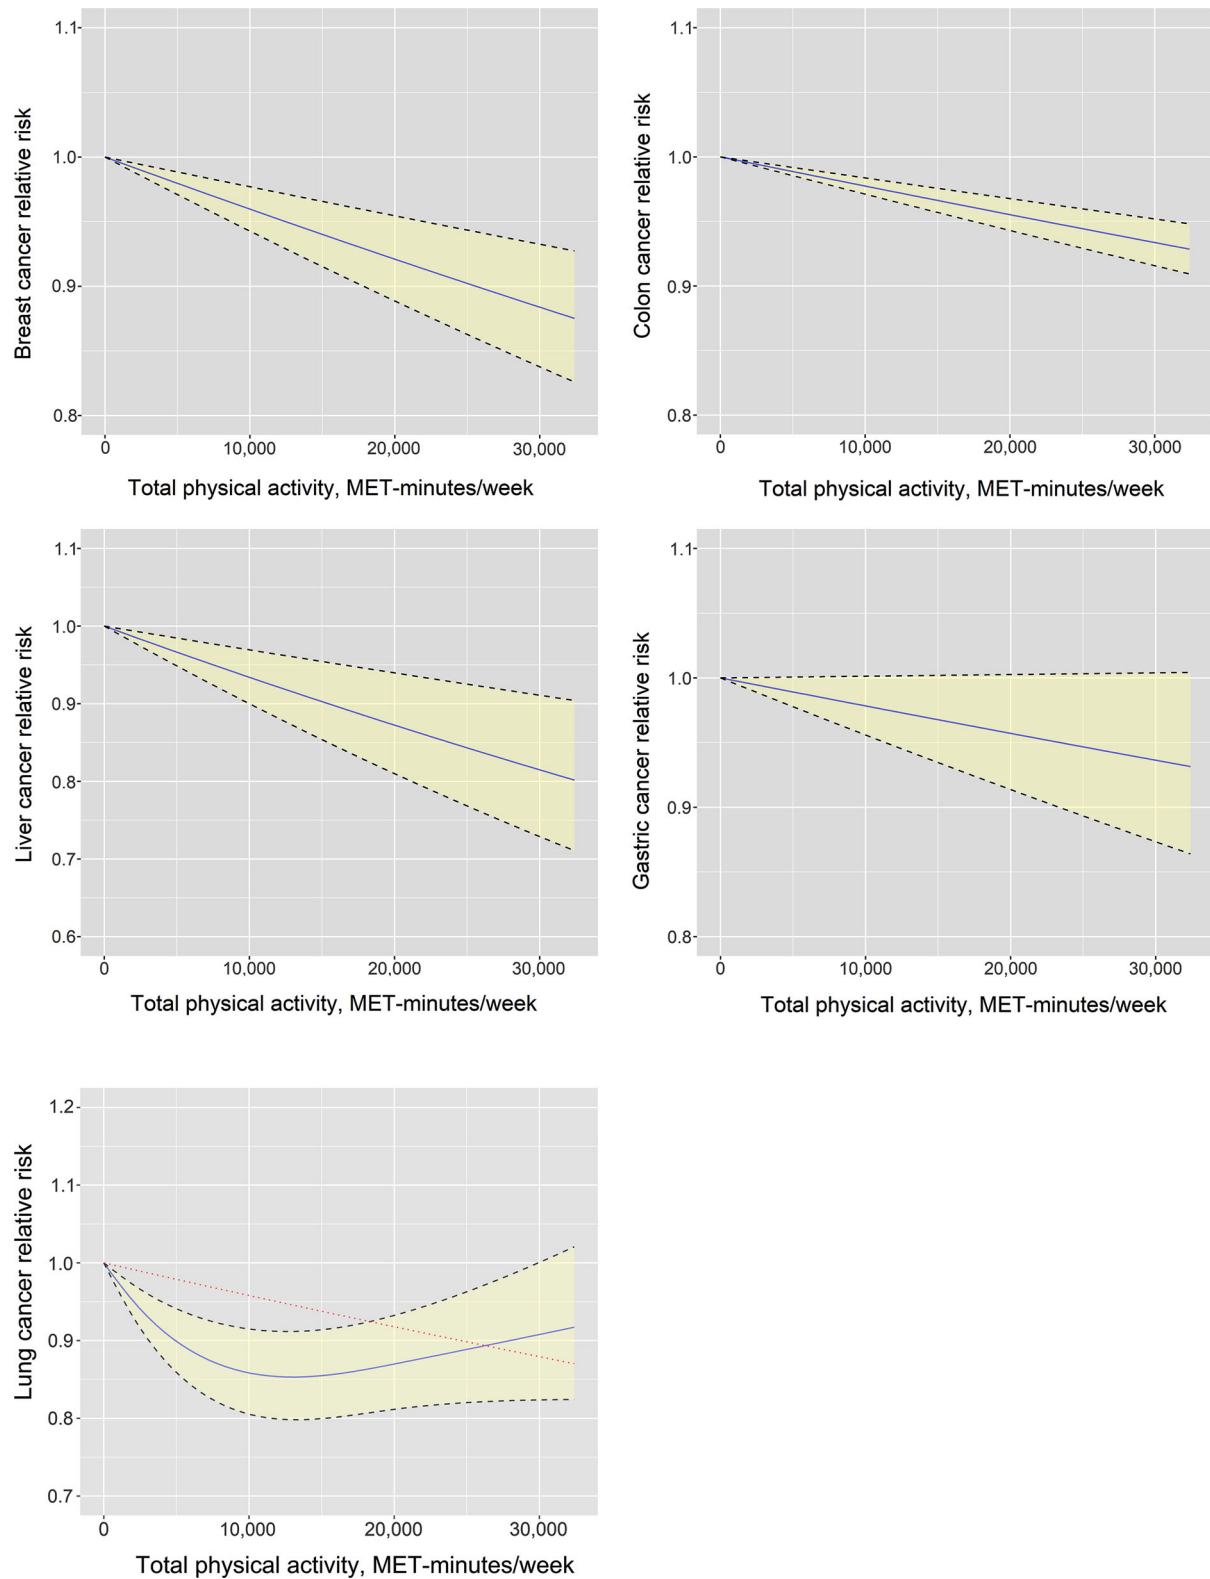 Breast cancer relative risk
1.1
1.0
0.9
0.8
0 10,000 20,000 30,000
Total physical activity, MET-minutes/week
Colon cancer relative risk
1.1
1.0
0.9
0.8
0 10,000 20,000 30,000
Total physical activity, MET-minutes/week
Liver cancer relative risk
1.1
1.0
0.9
0.8
0.7
0.6
0 10,000 20,000 30,000
Total physical activity, MET-minutes/week
Gastric cancer relative risk
1.1
1.0
0.9
0.8
0 10,000 20,000 30,000
Total physical activity, MET-minutes/week
Lung cancer relative risk
1.2
1.1
1.0
0.9
0.8
0.7
0 10,000 20,000 30,000
Total physical activity, MET-minutes/week